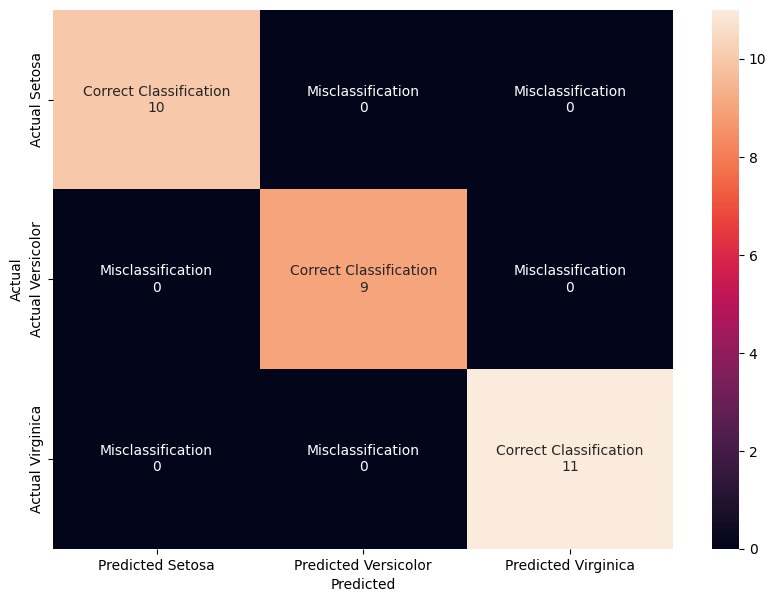 Actual
Actual Setosa
Correct Classification
10
Misclassification
0
Misclassification
0
Actual Versicolor
Misclassification
0
Correct Classification
9
Misclassification
0
Actual Virginica
Misclassification
0
Misclassification
0
Correct Classification
11
Predicted Setosa
Predicted Versicolor
Predicted Virginica
Predicted
10
8
6
4
2
0